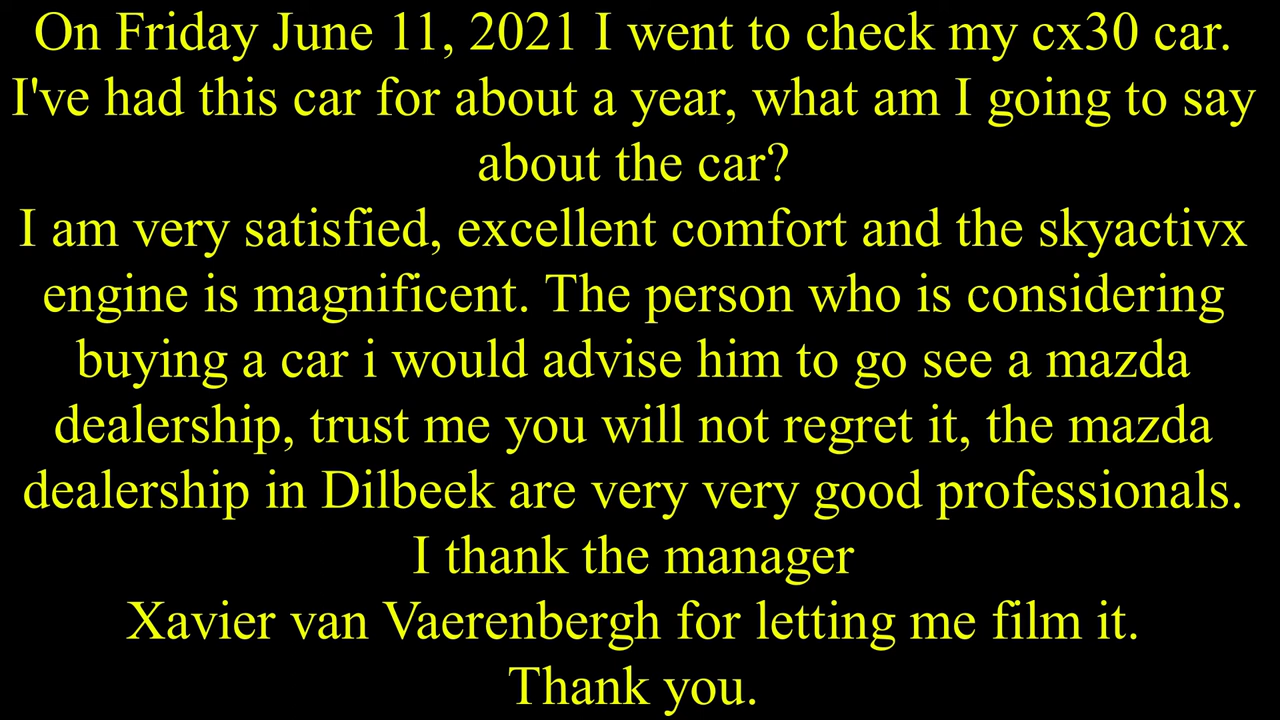 On Friday June 11, 2021 I went to check my cx30 car.
I've had this car for about a year, what am I going to say
about the car?
I am very satisfied, excellent comfort and the skyactivx
engine is magnificent. The person who is considering
buying a car i would advise him to go see a mazda
dealership, trust me you will not regret it, the mazda
dealership in Dilbeek are very very good professionals.
I thank the manager
Xavier van Vaerenbergh for letting me film it.
Thank you.